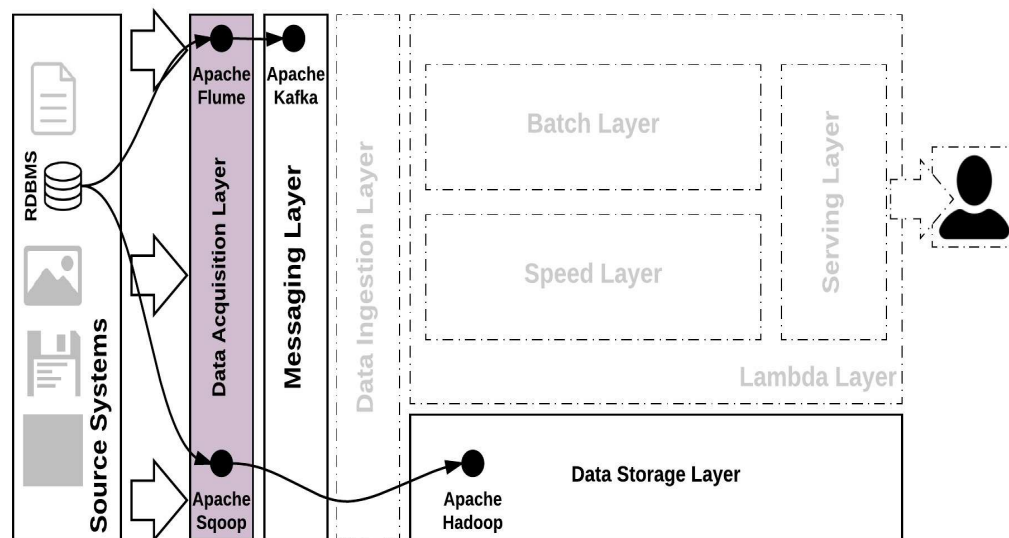 RDBMS
Source Systems
Apache
Flume
Data Acquisition Layer
Apache
Sqoop
Apache
Kafka
Messaging Layer
Data Ingestion Layer
Batch Layer
Speed Layer
Serving Layer
Lambda Layer
Data Storage Layer
Apache
Hadoop